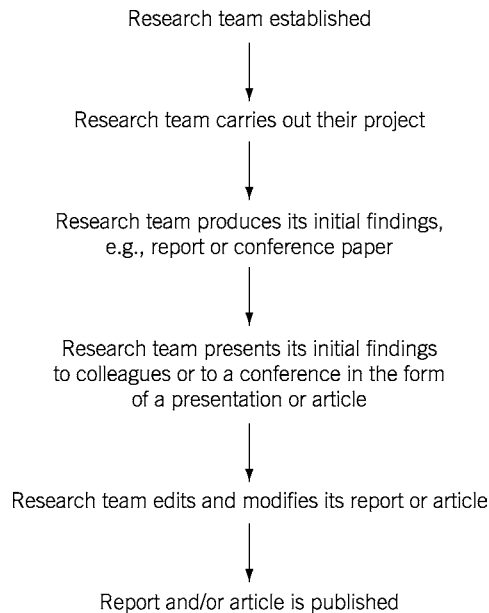 Research team established
Research team carries out their project
Research team produces its initial findings,
e.g., report or conference paper
Research team presents its initial findings
to colleagues or to a conference in the form
of a presentation or article
Research team edits and modifies its report or article
Report and/or article is published